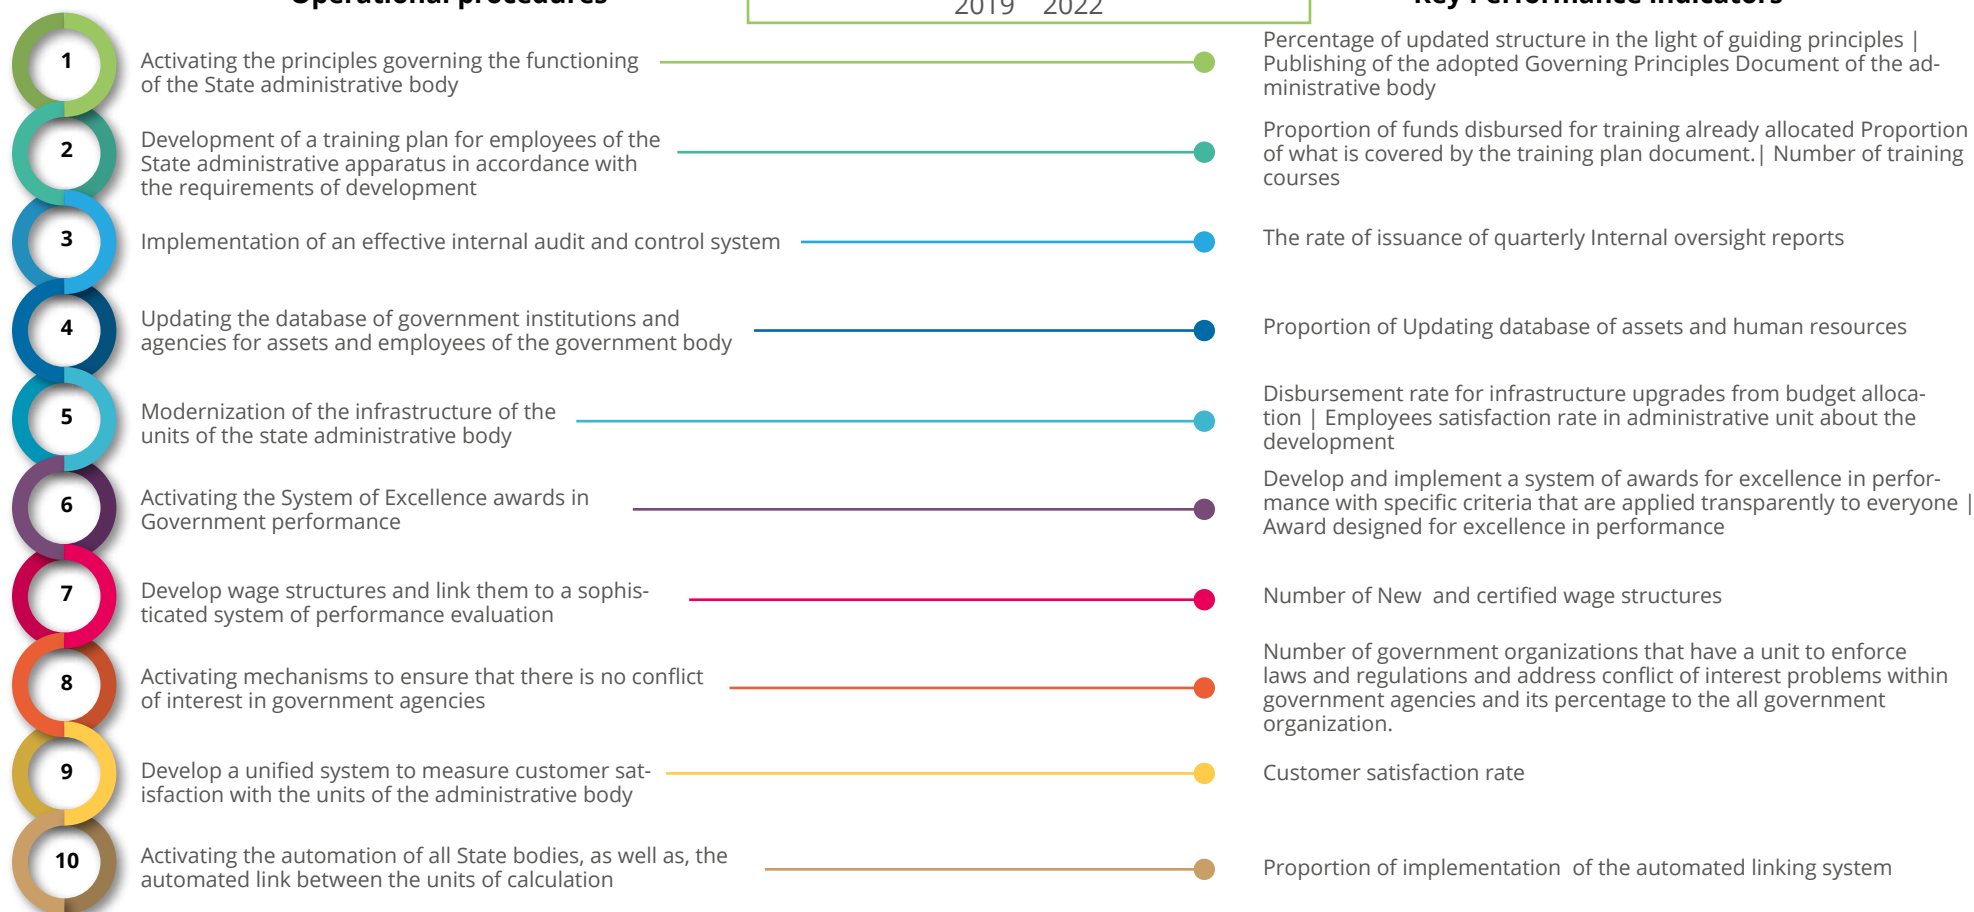 Operational procedures
2019 2022
Key Performance Indicators
1
Activating the principles governing the functioning
of the State administrative body
Percentage of updated structure in the light of guiding principles |
Publishing of the adopted Governing Principles Document of the ad-
ministrative body
2
Development of a training plan for employees of the
State administrative apparatus in accordance with
the requirements of development
Proportion of funds disbursed for training already allocated Proportion
of what is covered by the training plan document.| Number of training
courses
3
Implementation of an effective internal audit and control system
The rate of issuance of quarterly Internal oversight reports
4
Updating the database of government institutions and
agencies for assets and employees of the government body
Proportion of Updating database of assets and human resources
5
Modernization of the infrastructure of the
units of the state administrative body
Disbursement rate for infrastructure upgrades from budget alloca-
tion | Employees satisfaction rate in administrative unit about the
development
6
Activating the System of Excellence awards in
Government performance
Develop and implement a system of awards for excellence in perfor-
mance with specific criteria that are applied transparently to everyone |
Award designed for excellence in performance
7
Develop wage structures and link them to a sophis-
ticated system of performance evaluation
Number of New and certified wage structures
8
Activating mechanisms to ensure that there is no conflict
of interest in government agencies
Number of government organizations that have a unit to enforce
laws and regulations and address conflict of interest problems within
government agencies and its percentage to the all government
organization.
9
Develop a unified system to measure customer sat-
isfaction with the units of the administrative body
Customer satisfaction rate
10
Activating the automation of all State bodies, as well as, the
automated link between the units of calculation
Proportion of implementation of the automated linking system